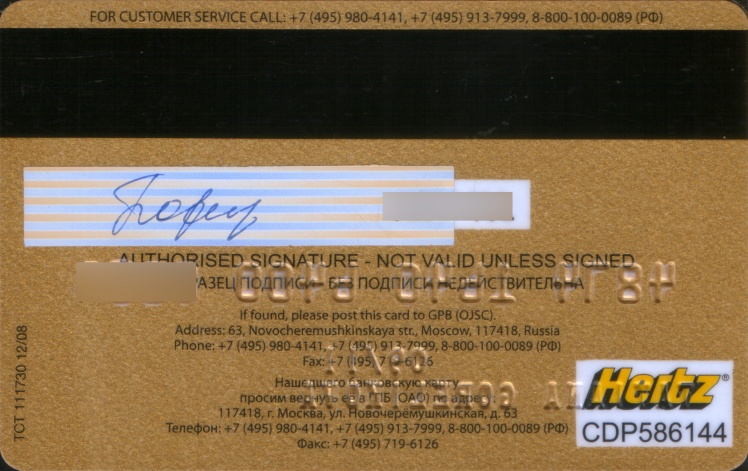 FOR CUSTOMER SERVICE CALL: +7 (495) 980-4141, +7 (495) 913-7999, 8-800-100-0089 (РФ)
AUTHORISED SIGNATURE - NOT VALID UNLESS SIGNED
ПОДПИСИ - БЕЗ ПОДПИСИ НЕДЕЙСТВИТЕЛЬНА
If found, please post this card to GPB (OJSC).
Address: 63, Novocheremushkinskaya str., Moscow, 117418, Russia
Phone: +7 (495) 980-4141, +7 (495) 913-7999, 8-800-100-0089 (РФ)
Fax: +7 (495) 719-6126
Нашедшего банковскую карту
просим вернуть ее в ГПБ (ОАО) по адресу:
117418, г. Москва, ул. Новочеремушкинская, д. 63
Телефон: +7 (495) 980-4141, +7 (495) 913-7999, 8-800-100-0089 (РФ)
Факс: +7 (495) 719-6126
Hertz
CDP586144
TCT 111730 12/08